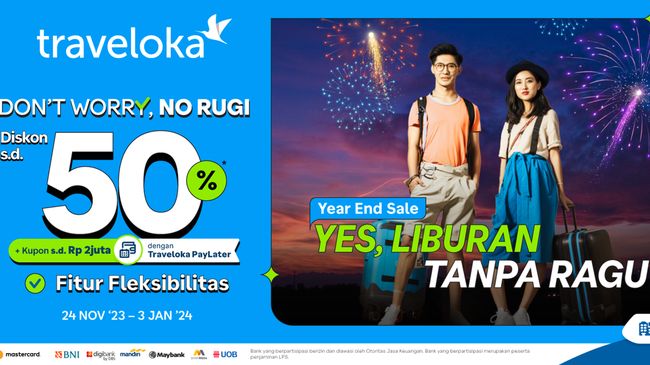 traveloka
DON'T WORRY, NO RUGI
Diskon
s.d.
50%*
+ Kupon s.d. Rp 2juta
dengan
Traveloka PayLater
Fitur Fleksibilitas
24 NOV '23 – 3 JAN '24
Year End Sale
YES, LIBURAN
TANPA RAGU
mastercard
BNI
digibank
by DBS
mandiri
Maybank
UOB
Bank yang berpartisipasi berizin dan diawasi oleh Otoritas Jasa Keuangan. Bank yang berpartisipasi merupakan peserta
penjaminan LPS.